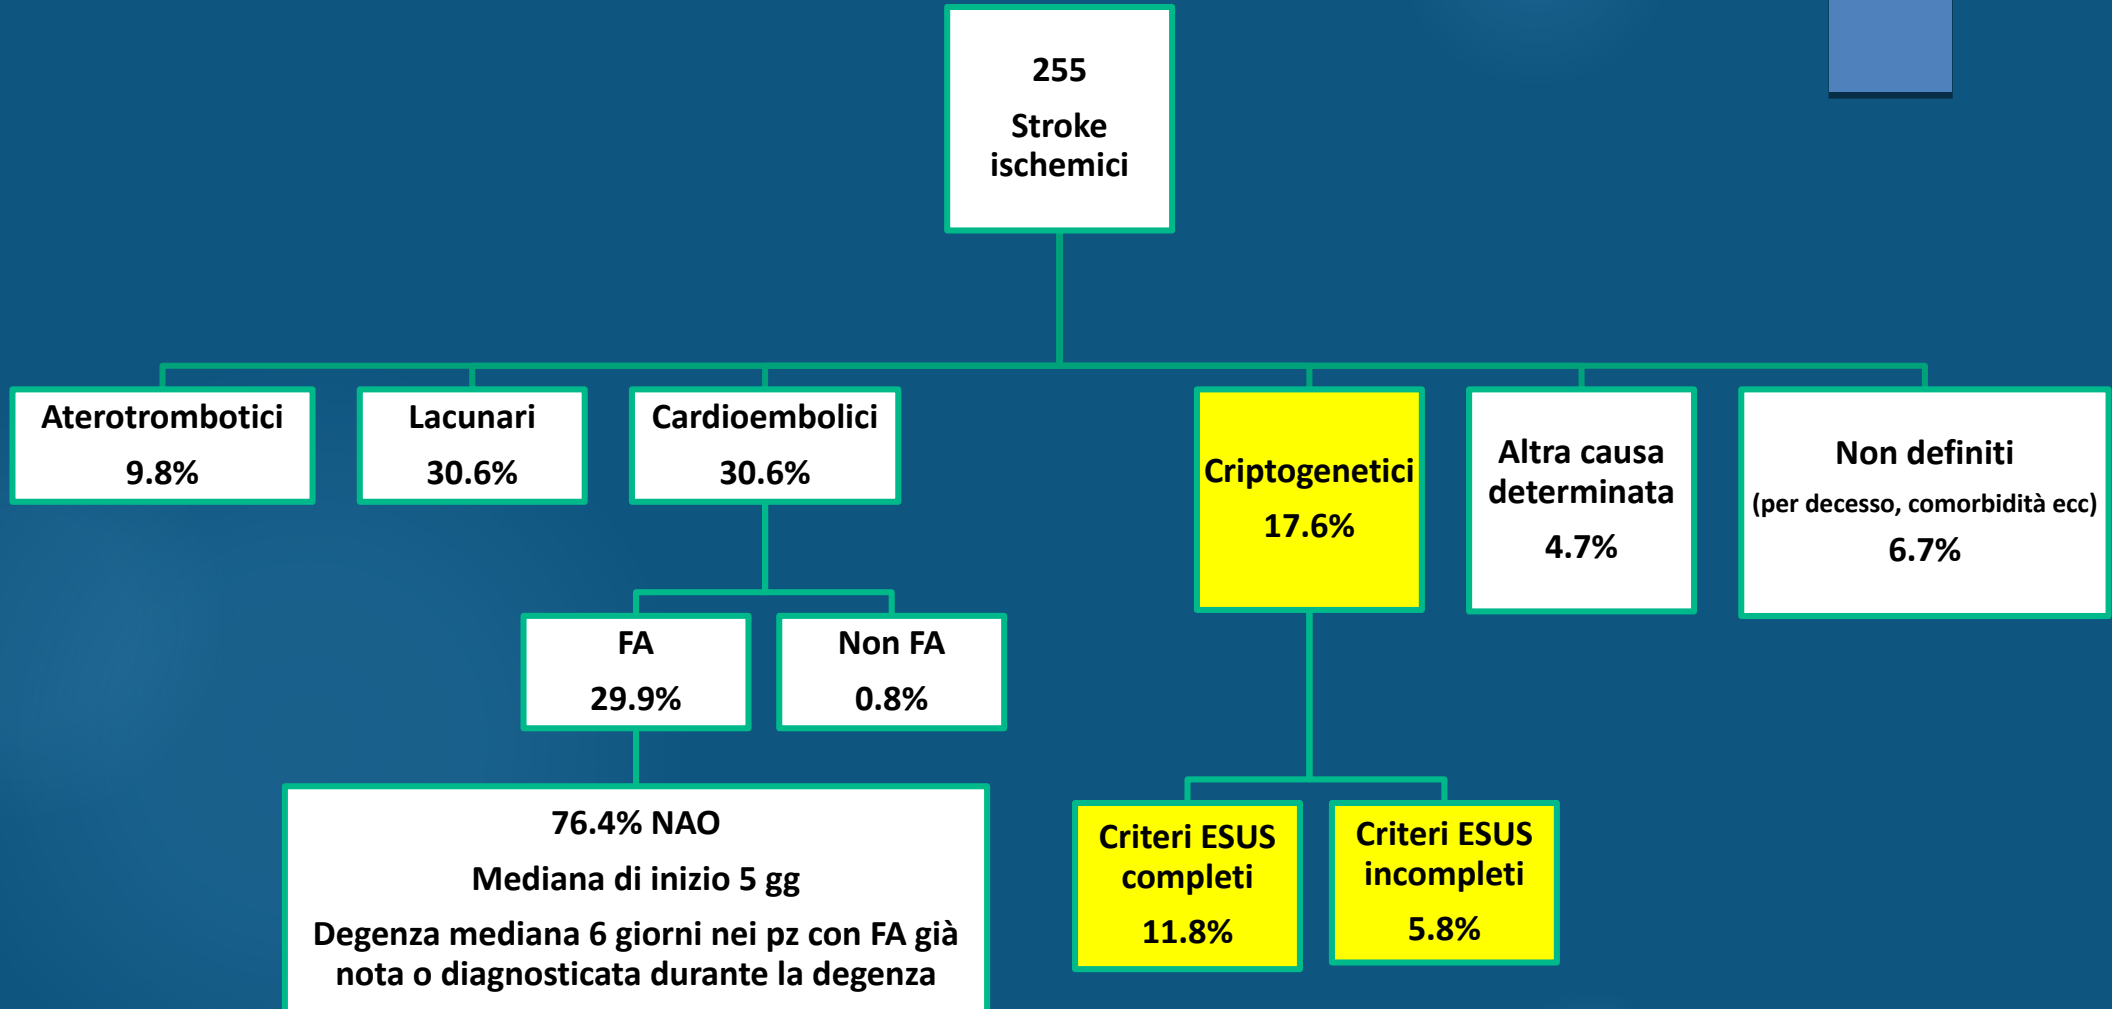 255
Stroke
ischemici
Aterotrombotici
9.8%
Lacunari
30.6%
Cardioembolici
30.6%
Criptogenetici
17.6%
Altra causa
determinata
4.7%
Non definiti
(per decesso, comorbidità ecc)
6.7%
FA
29.9%
Non FA
0.8%
76.4% NAO
Mediana di inizio 5 gg
Degenza mediana 6 giorni nei pz con FA già
nota o diagnosticata durante la degenza
Criteri ESUS
completi
11.8%
Criteri ESUS
incompleti
5.8%